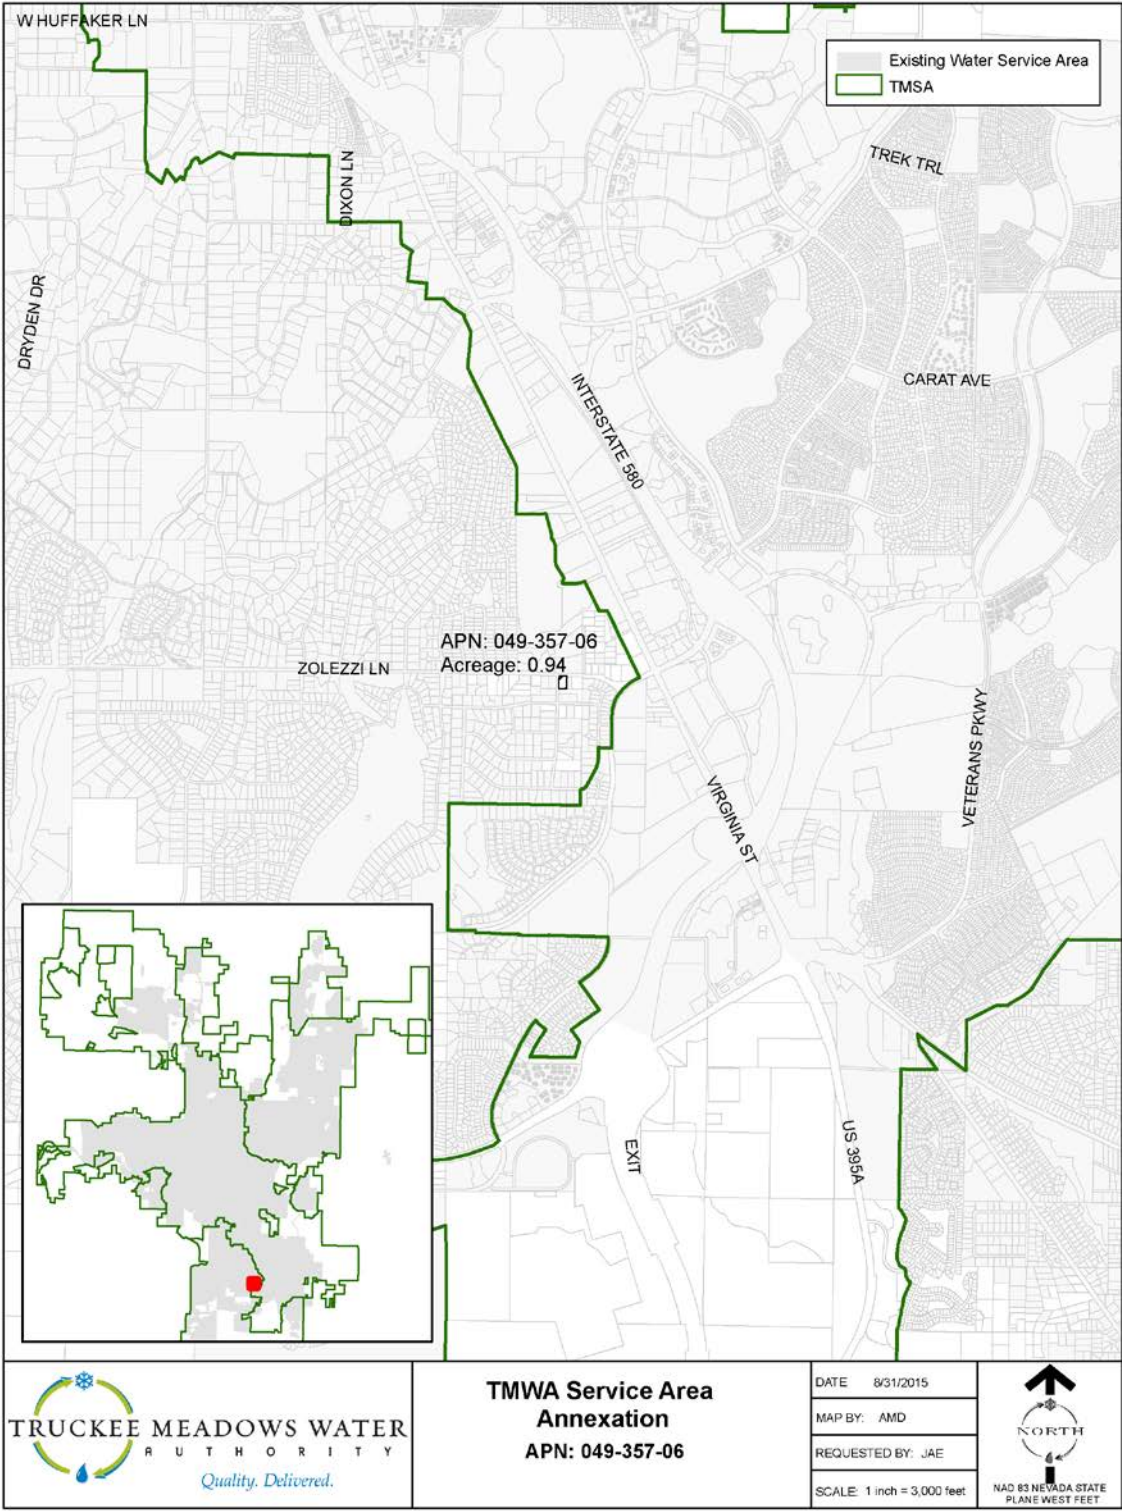 W HUFFAKER LN
Existing Water Service Area
TMSA
TREK TRL
DIXON LN
DRYDEN DR
CARAT AVE
INTERSTATE 580
APN: 049-357-06
Acreage: 0.94
ZOLEZZI LN
VETERANS PKWY
VIRGINIA ST
US 395A
EXIT
TRUCKEE MEADOWS WATER
AUTHORITY
Quality. Delivered.
TMWA Service Area
Annexation
APN: 049-357-06
DATE 8/31/2015
MAP BY: AMD
REQUESTED BY: JAE
SCALE: 1 inch = 3,000 feet
NORTH
NAD 83 NEVADA STATE
PLANE WEST FEET